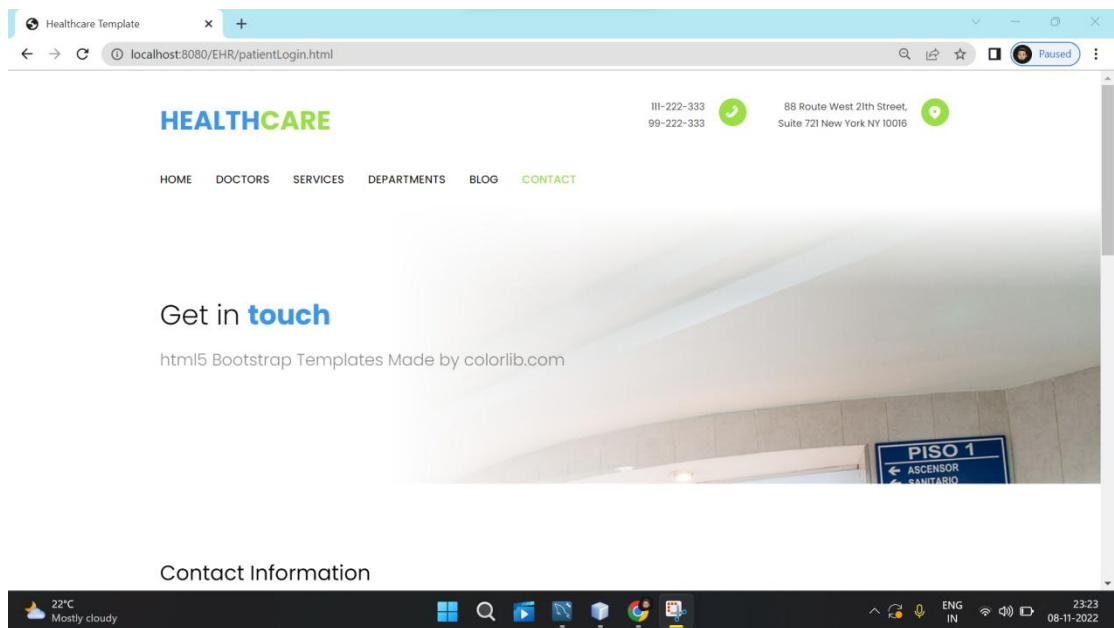 Healthcare Template
localhost:8080/EHR/patientLogin.html
Paused
HEALTHCARE
111-222-333
99-222-333
88 Route West 21th Street,
Suite 721 New York NY 10016
HOME DOCTORS SERVICES DEPARTMENTS BLOG CONTACT
Get in touch
html5 Bootstrap Templates Made by colorlib.com
PISO 1
← ASCENSOR
← SANITARIO
Contact Information
22°C
Mostly cloudy
ENG
IN
23:23
08-11-2022